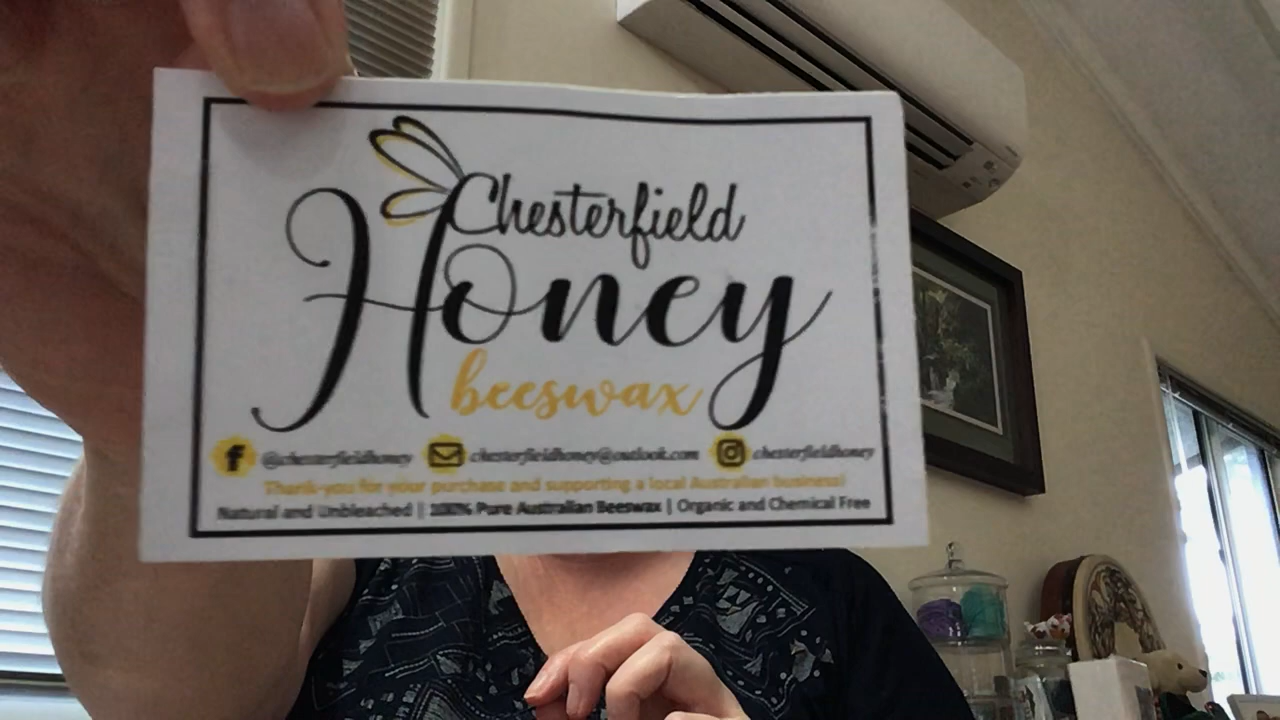 Chesterfield
Honey
beeswax
@chesterfieldhoney chesterfieldhoney@outlook.com chesterfieldhoney
Thank-you for your purchase and supporting a local Australian business!
Natural and Unbleached | 100% Pure Australian Beeswax | Organic and Chemical Free